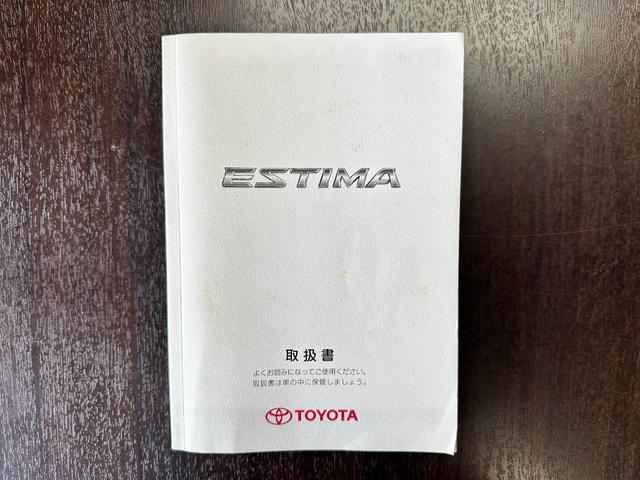 ESTIMA
取扱書
よくお読みになってご使用ください。
取扱書は車の中に保管しましょう。
TOYOTA